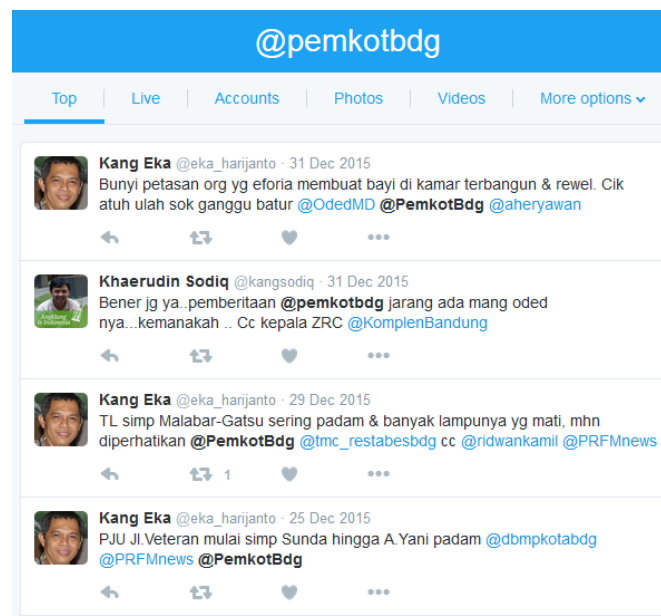 @pemkotbdg
Top Live Accounts Photos Videos More options
Kang Eka @eka_harijanto · 31 Dec 2015
Bunyi petasan org yg eforia membuat bayi di kamar terbangun & rewel. Cik
atuh ulah sok ganggu batur @OdedMD @PemkotBdg @aheryawan
Khaerudin Sodiq @kangsodiq · 31 Dec 2015
Bener jg ya..pemberitaan @pemkotbdg jarang ada mang oded
nya...kemanakah .. Cc kepala ZRC @KomplenBandung
Kang Eka @eka_harijanto · 29 Dec 2015
TL simp Malabar-Gatsu sering padam & banyak lampunya yg mati, mhn
diperhatikan @PemkotBdg @tmc_restabesbdg cc @ridwankamil @PRFMnews
1
Kang Eka @eka_harijanto · 25 Dec 2015
PJU Jl.Veteran mulai simp Sunda hingga A.Yani padam @dbmpkotabdg
@PRFMnews @PemkotBdg